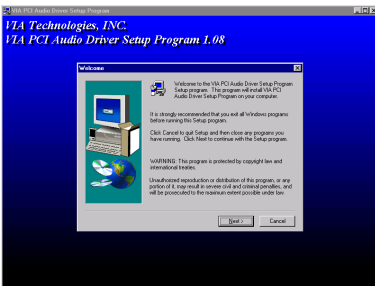 VIA PCI Audio Driver Setup Program
VIA Technologies, INC.
VIA PCI Audio Driver Setup Program 1.08
Welcome
Welcome to the VIA PCI Audio Driver Setup Program
Setup program. This program will install VIA PCI
Audio Driver Setup Program on your computer.
It is strongly recommended that you exit all Windows programs
before running this Setup program.
Click Cancel to quit Setup and then close any programs you
have running. Click Next to continue with the Setup program.
WARNING: This program is protected by copyright law and
international treaties.
Unauthorized reproduction or distribution of this program, or any
portion of it, may result in severe civil and criminal penalties, and
will be prosecuted to the maximum extent possible under law.
Next >
Cancel